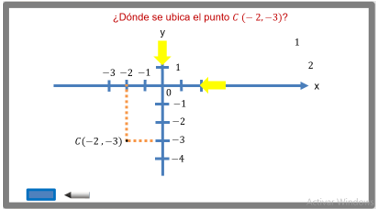 ¿Dónde se ubica el punto C (− 2, −3)?
y
1
2
−3 −2 −1
1
0
x
−1
−2
C(−2 , −3)
−3
−4